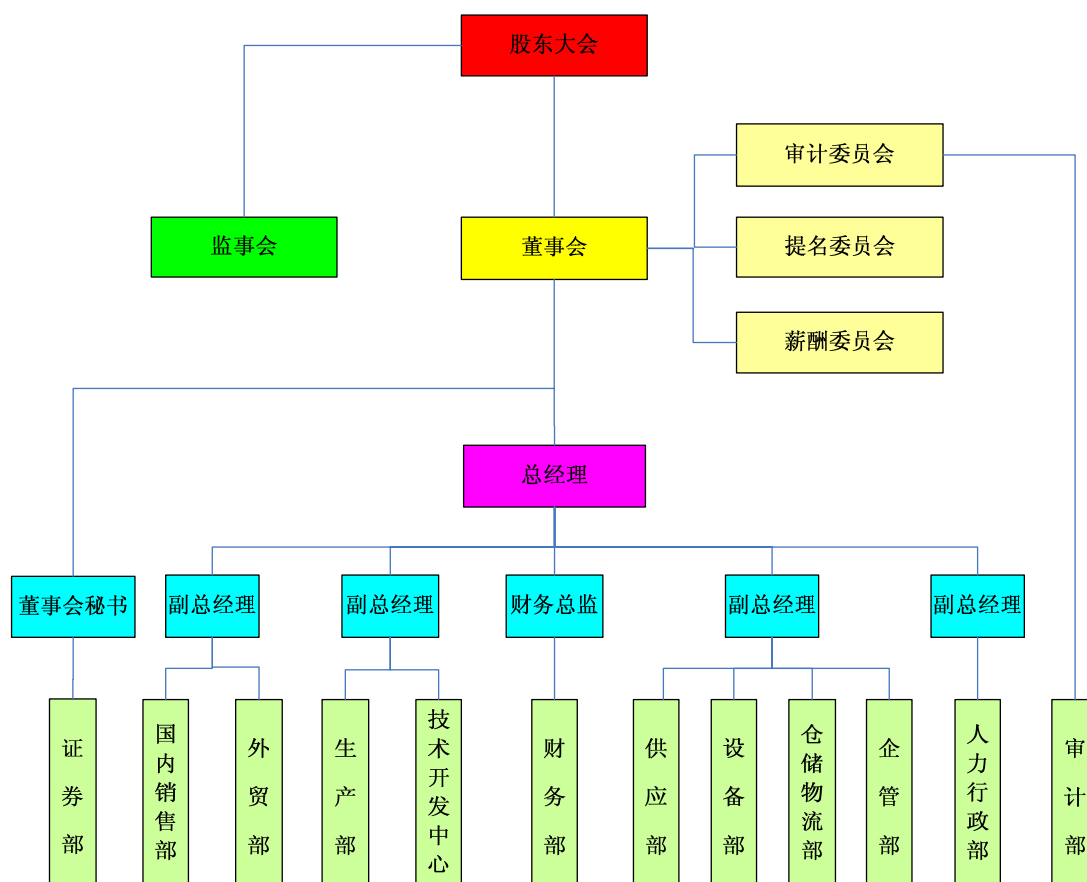 股东大会
审计委员会
监事会
董事会
提名委员会
薪酬委员会
总经理
董事会秘书
副总经理
副总经理
财务总监
副总经理
副总经理
证券部
国内销售部
外贸部
生产部
技术开发中心
财务部
供应部
设备部
仓储物流部
企管部
人力行政部
审计部